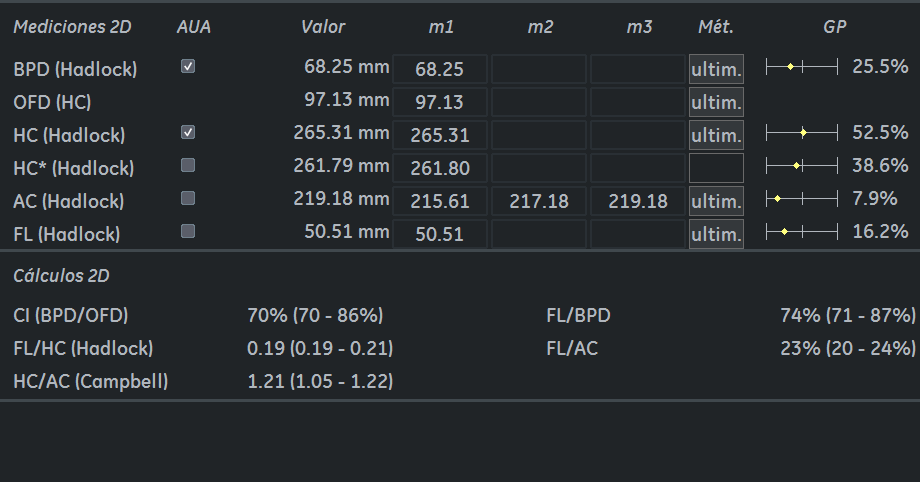 Mediciones 2D AUA Valor m1 m2 m3 Mét. GP
BPD (Hadlock) 68.25 mm 68.25 ultim. 25.5%
OFD (HC) 97.13 mm 97.13 ultim.
HC (Hadlock) 265.31 mm 265.31 ultim. 52.5%
HC* (Hadlock) 261.79 mm 261.80 38.6%
AC (Hadlock) 219.18 mm 215.61 217.18 219.18 ultim. 7.9%
FL (Hadlock) 50.51 mm 50.51 ultim. 16.2%
Cálculos 2D
CI (BPD/OFD) 70% (70 - 86%) FL/BPD 74% (71 - 87%)
FL/HC (Hadlock) 0.19 (0.19 - 0.21) FL/AC 23% (20 - 24%)
HC/AC (Campbell) 1.21 (1.05 - 1.22)